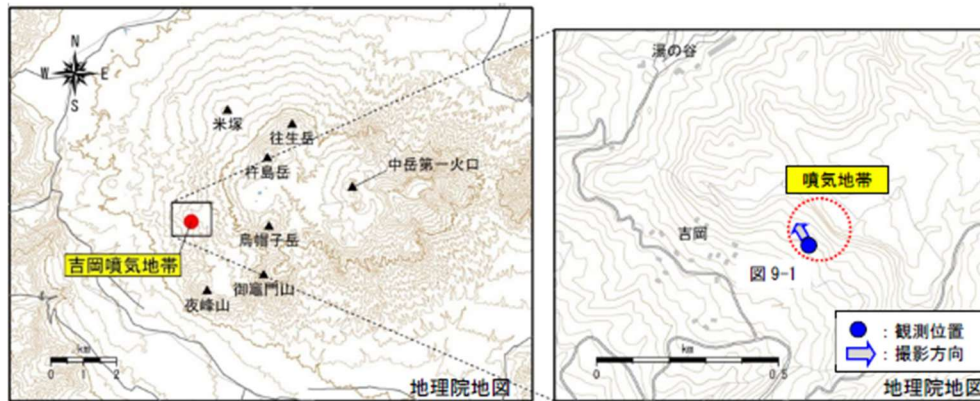 N
W E
S
米塚
往生岳
杵島岳
中岳第一火口
烏帽子岳
吉岡噴気地帯
御竈門山
夜峰山
km
0 1 2
地理院地図
湯の谷
噴気地帯
吉岡
図 9-1
：観測位置
：撮影方向
km
0 0.5
地理院地図